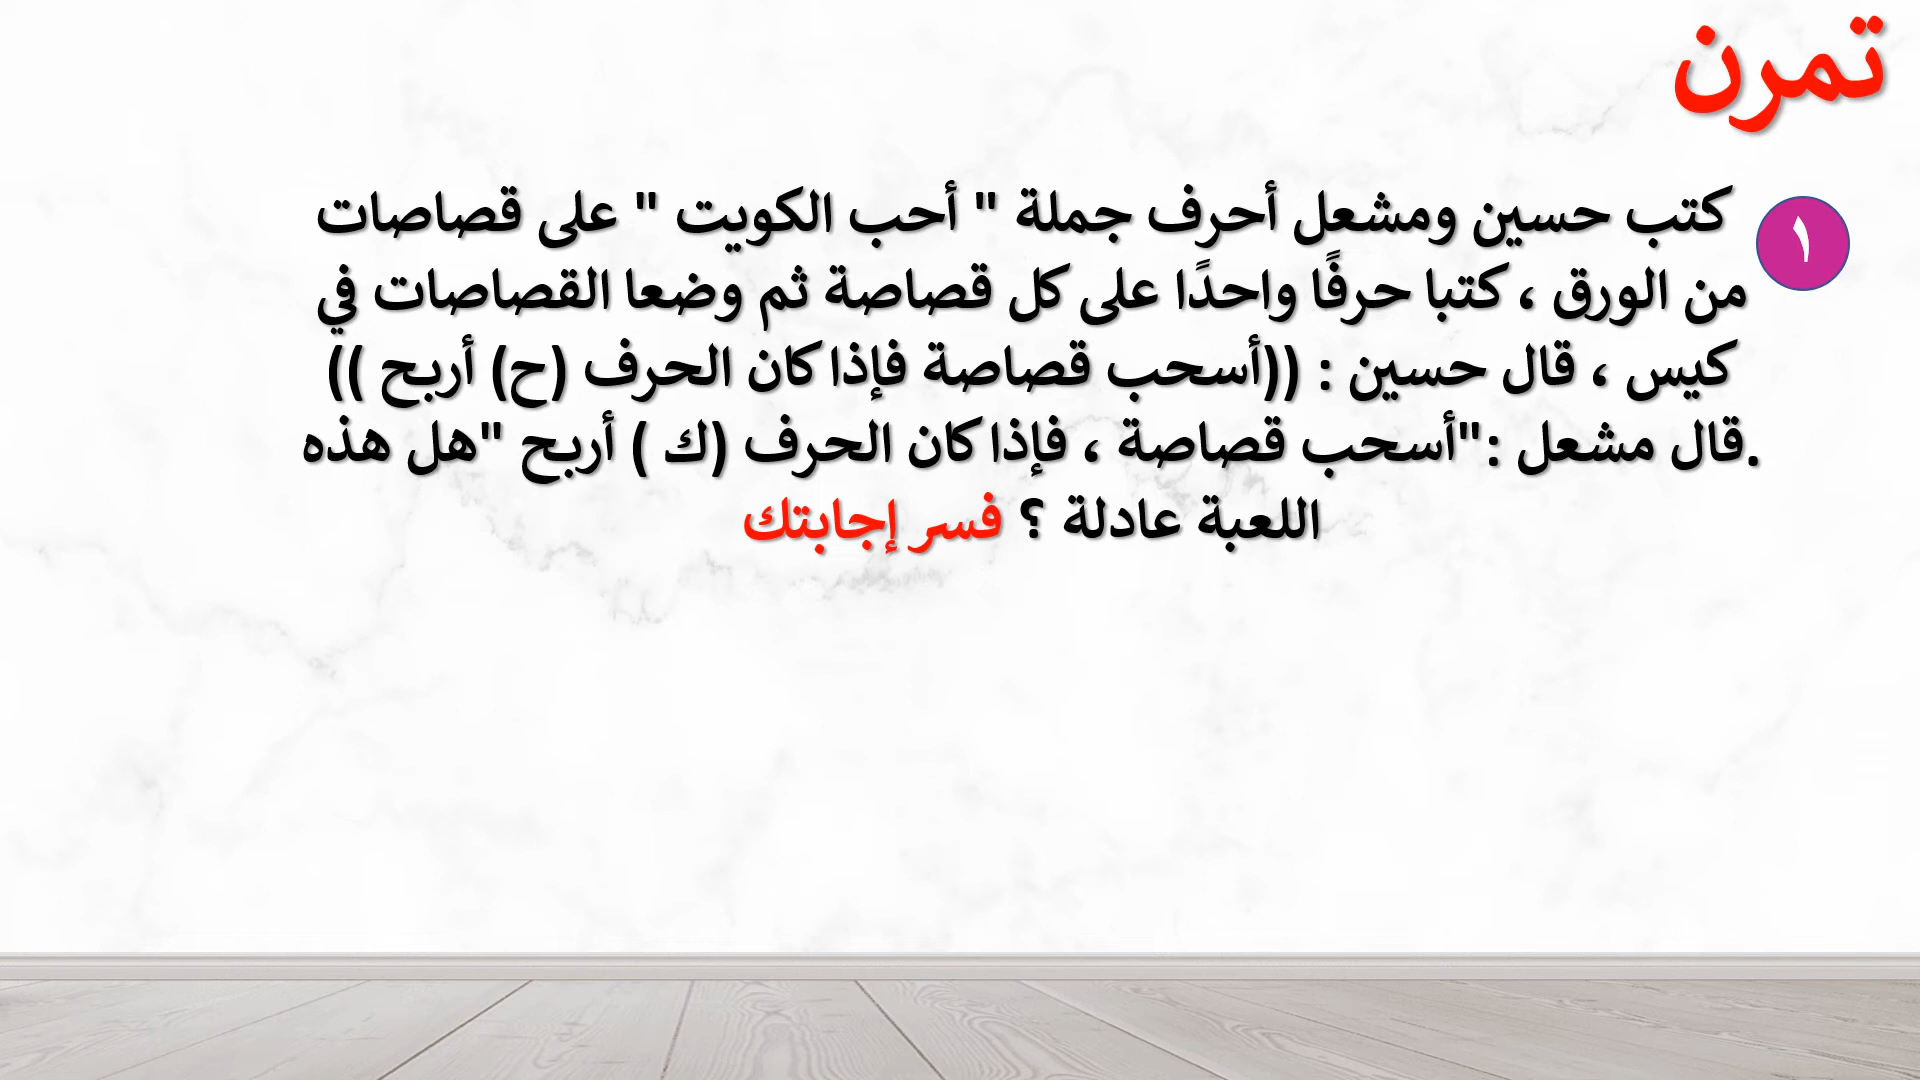 تمرن
١
كتب حسين ومشعل أحرف جملة " أحب الكويت " على قصاصات
من الورق ، كتبا حرفًا واحدًا على كل قصاصة ثم وضعا القصاصات في
كيس ، قال حسين : ((أسحب قصاصة فإذا كان الحرف (ح) أربح ))
.قال مشعل :"أسحب قصاصة ، فإذا كان الحرف (ك ) أربح "هل هذه
اللعبة عادلة ؟ فسر إجابتك